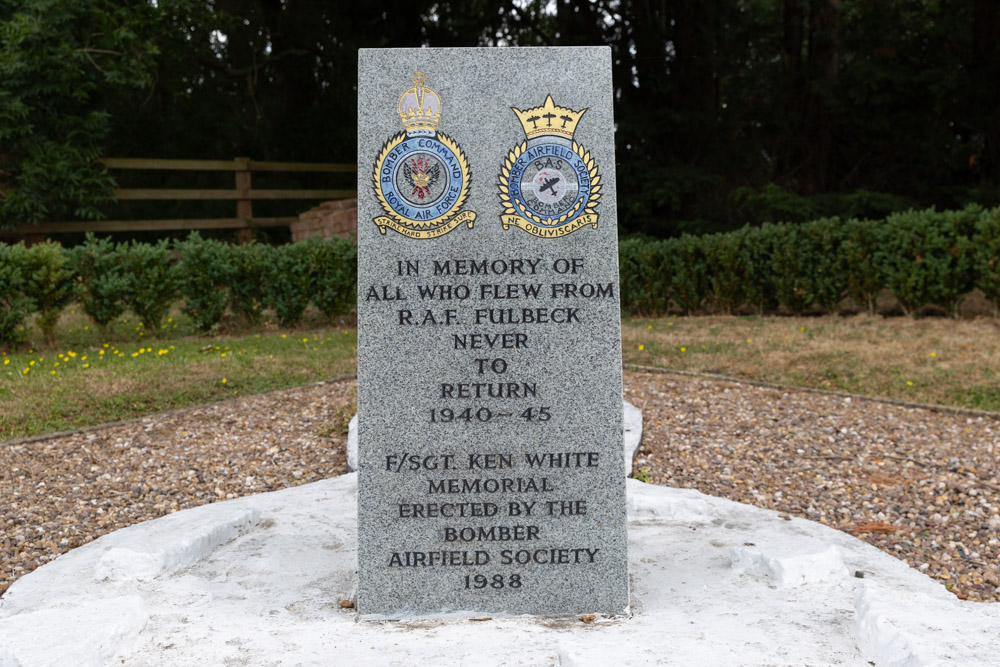 BOMBER COMMAND
ROYAL AIR FORCE
STRIKE HARD STRIKE SURE
BOMBER AIRFIELD SOCIETY
B.A.S.
NE OBLIVISCARIS
IN MEMORY OF
ALL WHO FLEW FROM
R.A.F. FULBECK
NEVER
TO
RETURN
1940-45
F/SGT. KEN WHITE
MEMORIAL
ERECTED BY THE
BOMBER
AIRFIELD SOCIETY
1988